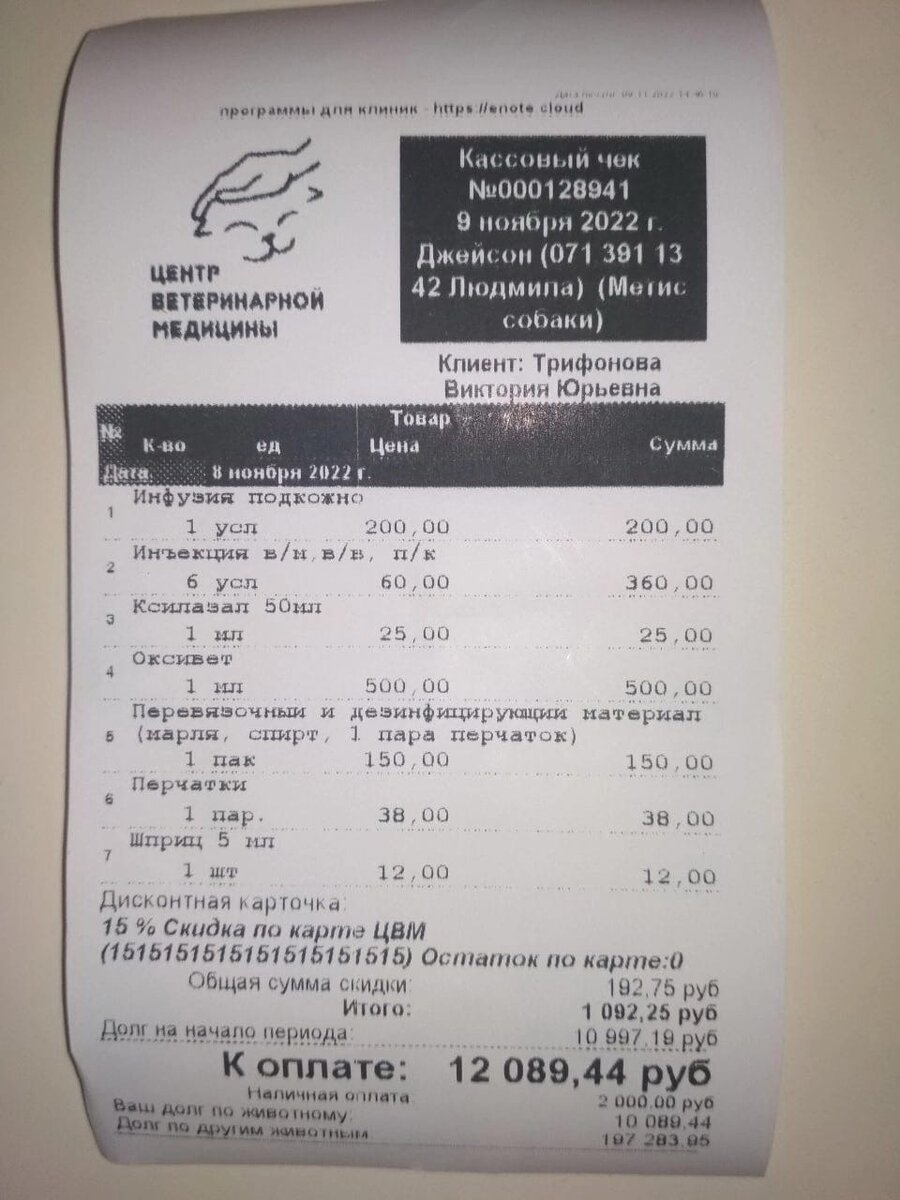 программы для клиник - https://enote.cloud
ЦЕНТР
ВЕТЕРИНАРНОЙ
МЕДИЦИНЫ
Кассовый чек
№000128941
9 ноября 2022 г.
Джейсон (071 391 13
42 Людмила) (Метис
собаки)
Клиент: Трифонова
Виктория Юрьевна
Товар
№ К-во ед Цена Сумма
Дата 8 ноября 2022 г.
Инфузия подкожно
1 1 усл 200,00 200,00
Инъекция в/м,в/в, п/к
2 6 усл 60,00 360,00
Ксилазал 50мл
3 1 мл 25,00 25,00
Оксивет
4 1 мл 500,00 500,00
Перевязочный и дезинфицирующий материал
5 (марля, спирт, 1 пара перчаток)
1 пак 150,00 150,00
Перчатки
6 1 пар. 38,00 38,00
Шприц 5 мл
7 1 шт 12,00 12,00
Дисконтная карточка:
15 % Скидка по карте ЦВМ
(1515151515151515151515) Остаток по карте:0
Общая сумма скидки: 192,75 руб
Итого: 1 092,25 руб
Долг на начало периода: 10 997,19 руб
К оплате: 12 089,44 руб
Наличная оплата 2 000.00 руб
Ваш долг по животному: 10 089.44
Долг по другим животным 197 283.95